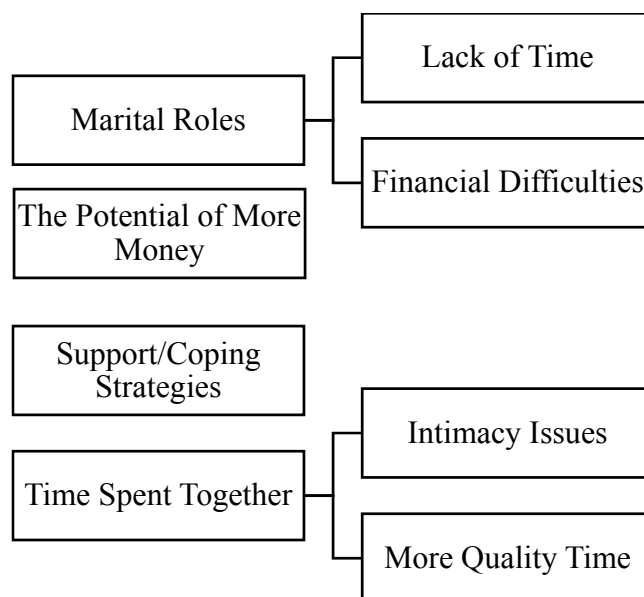 Lack of Time
Marital Roles
Financial Difficulties
The Potential of More
Money
Support/Coping
Strategies
Intimacy Issues
Time Spent Together
More Quality Time